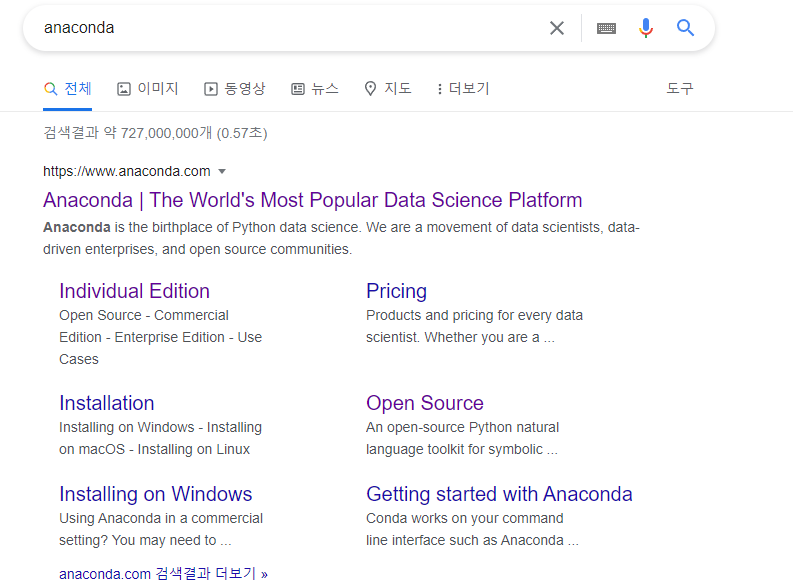 anaconda
전체 이미지 동영상 뉴스 지도 더보기 도구
검색결과 약 727,000,000개 (0.57초)
https://www.anaconda.com
Anaconda | The World's Most Popular Data Science Platform
Anaconda is the birthplace of Python data science. We are a movement of data scientists, data-
driven enterprises, and open source communities.
Individual Edition
Open Source - Commercial
Edition - Enterprise Edition - Use
Cases
Pricing
Products and pricing for every data
scientist. Whether you are a ...
Installation
Installing on Windows - Installing
on macOS - Installing on Linux
Open Source
An open-source Python natural
language toolkit for symbolic ...
Installing on Windows
Using Anaconda in a commercial
setting? You may need to ...
Getting started with Anaconda
Conda works on your command
line interface such as Anaconda ...
anaconda.com 검색결과 더보기 »